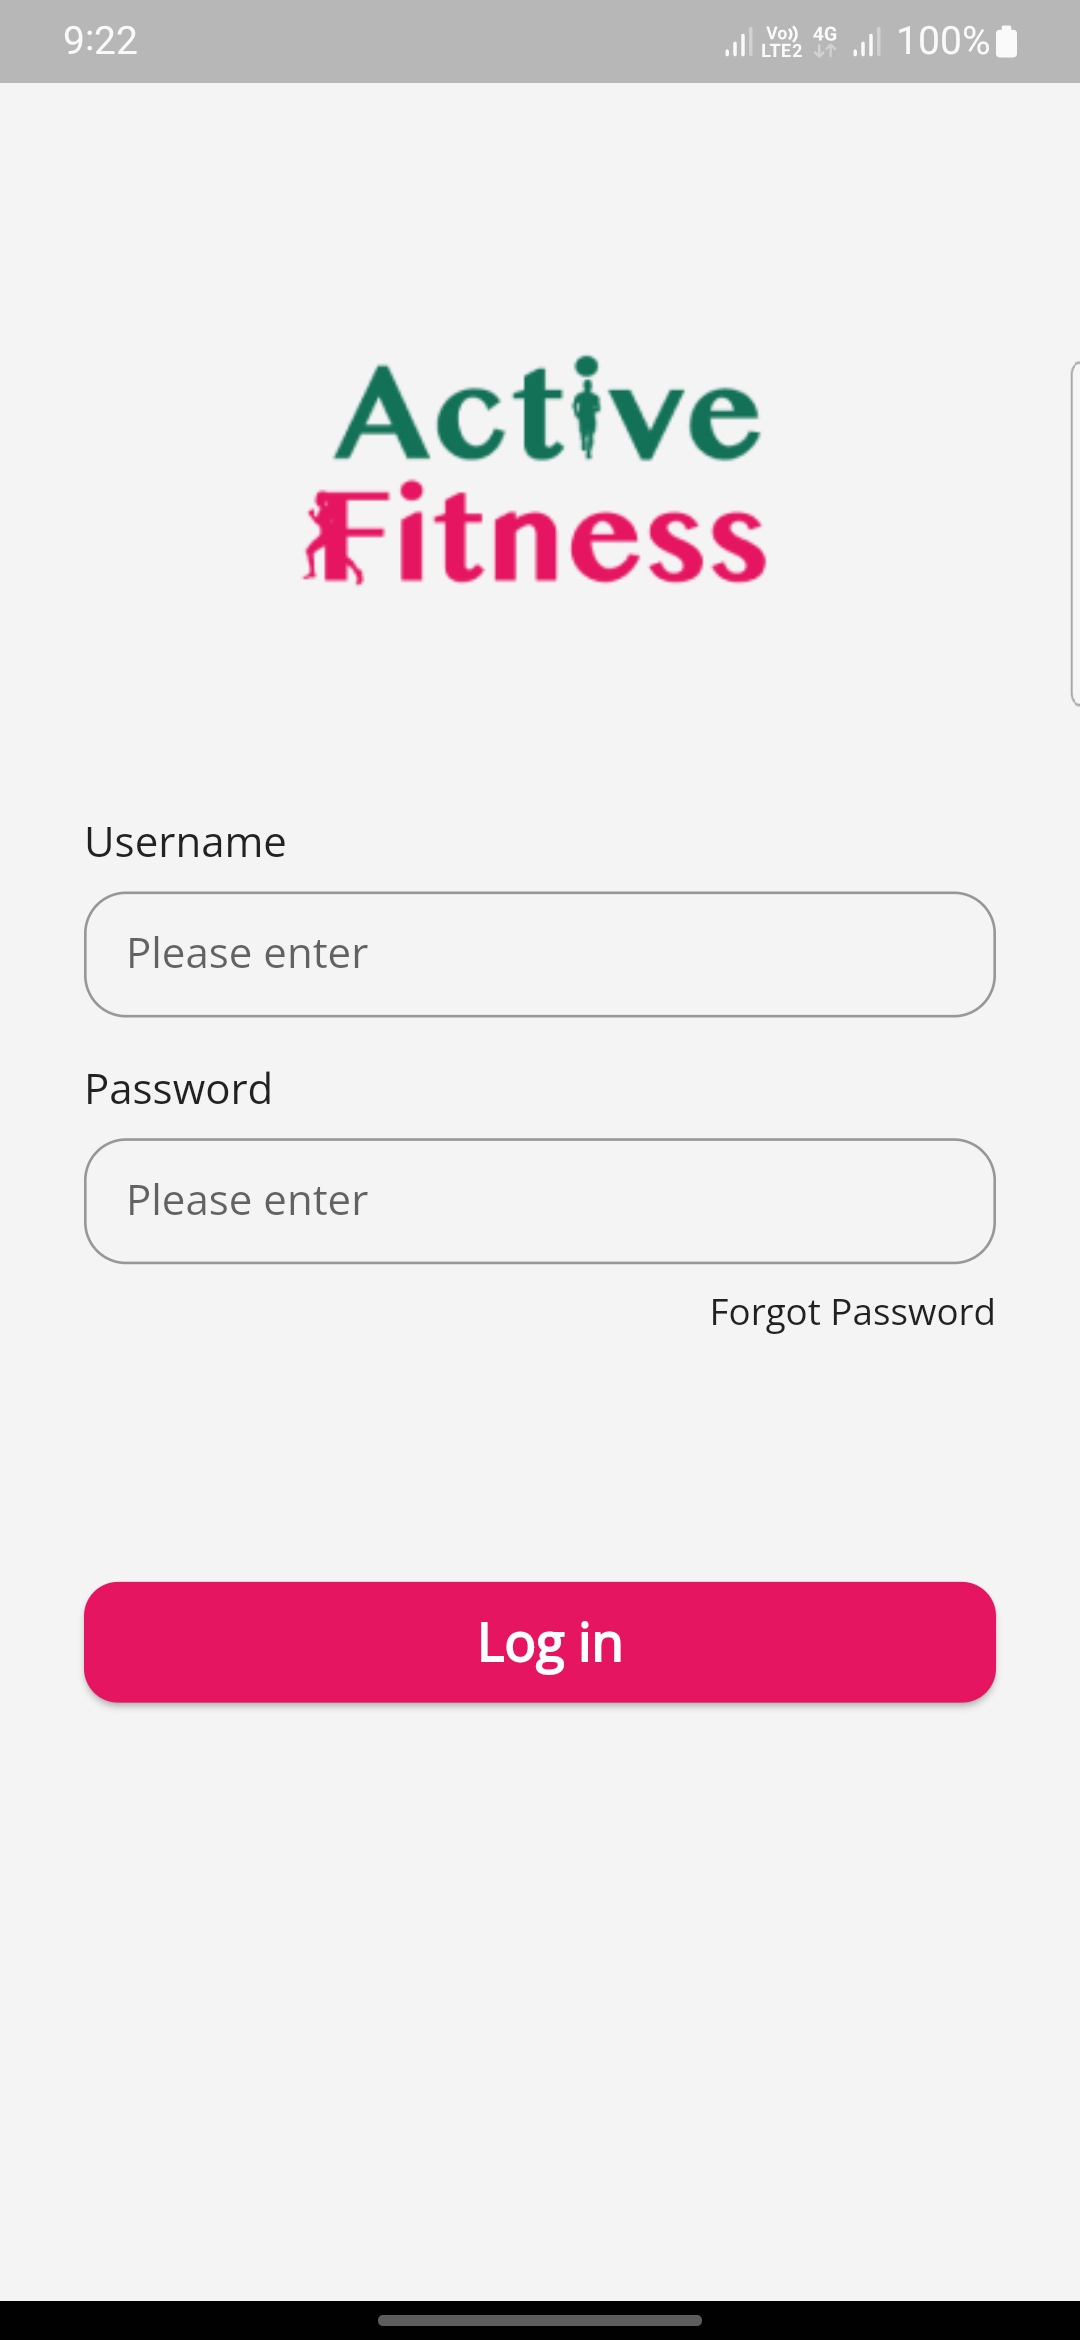 9:22 Vo)) LTE2 4G 100%
Active
Fitness
Username
Please enter
Password
Please enter
Forgot Password
Log in